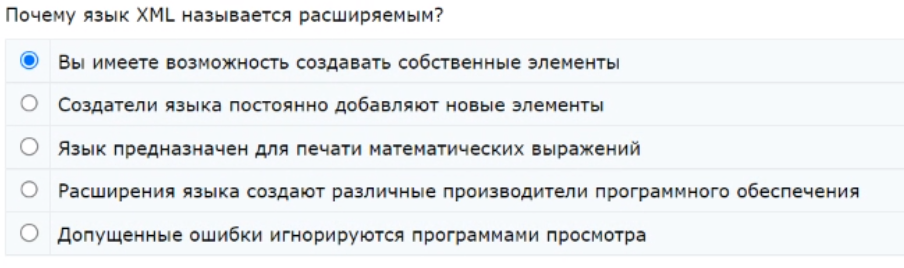 Почему язык XML называется расширяемым?
Вы имеете возможность создавать собственные элементы
Создатели языка постоянно добавляют новые элементы
Язык предназначен для печати математических выражений
Расширения языка создают различные производители программного обеспечения
Допущенные ошибки игнорируются программами просмотра